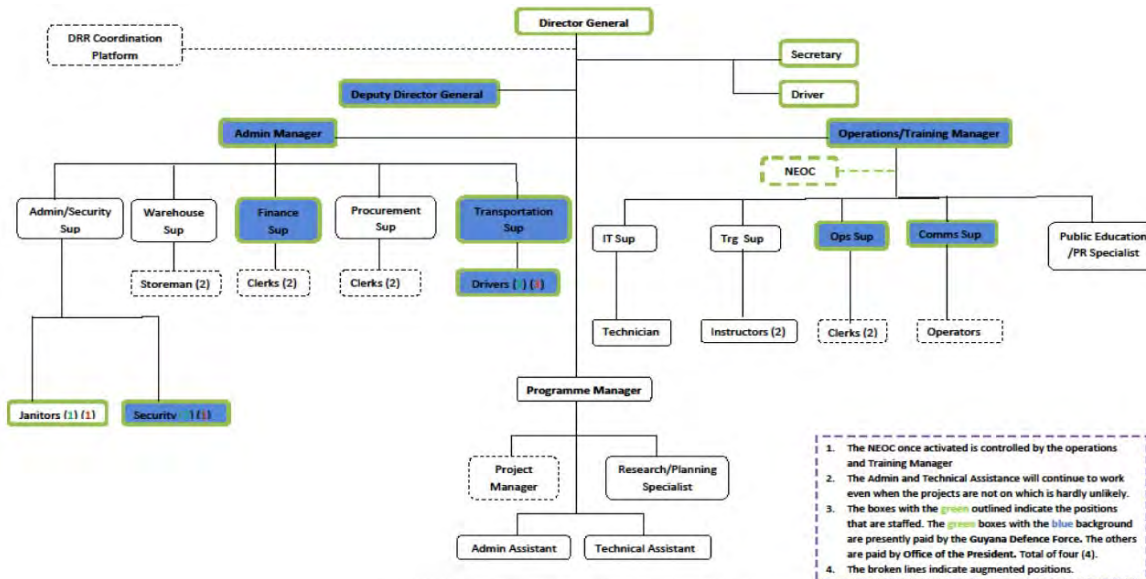 Director General
DRR Coordination
Platform
Secretary
Deputy Director General
Driver
Admin Manager
Operations/Training Manager
NEOC
Admin/Security
Sup
Warehouse
Sup
Finance
Sup
Procurement
Sup
Transportation
Sup
IT Sup
Trg Sup
Ops Sup
Comms Sup
Public Education
/PR Specialist
Storeman (2)
Clerks (2)
Clerks (2)
Drivers
Technician
Instructors (2)
Clerks (2)
Operators
Programme Manager
Janitors (1) (1)
Security
Project
Manager
Research/Planning
Specialist
Admin Assistant
Technical Assistant
1. The NEOC once activated is controlled by the operations
and Training Manager
2. The Admin and Technical Assistance will continue to work
even when the projects are not on which is hardly unlikely.
3. The boxes with the green outlined indicate the positions
that are staffed. The green boxes with the blue background
are presently paid by the Guyana Defence Force. The others
are paid by Office of the President. Total of four (4).
4. The broken lines indicate augmented positions.